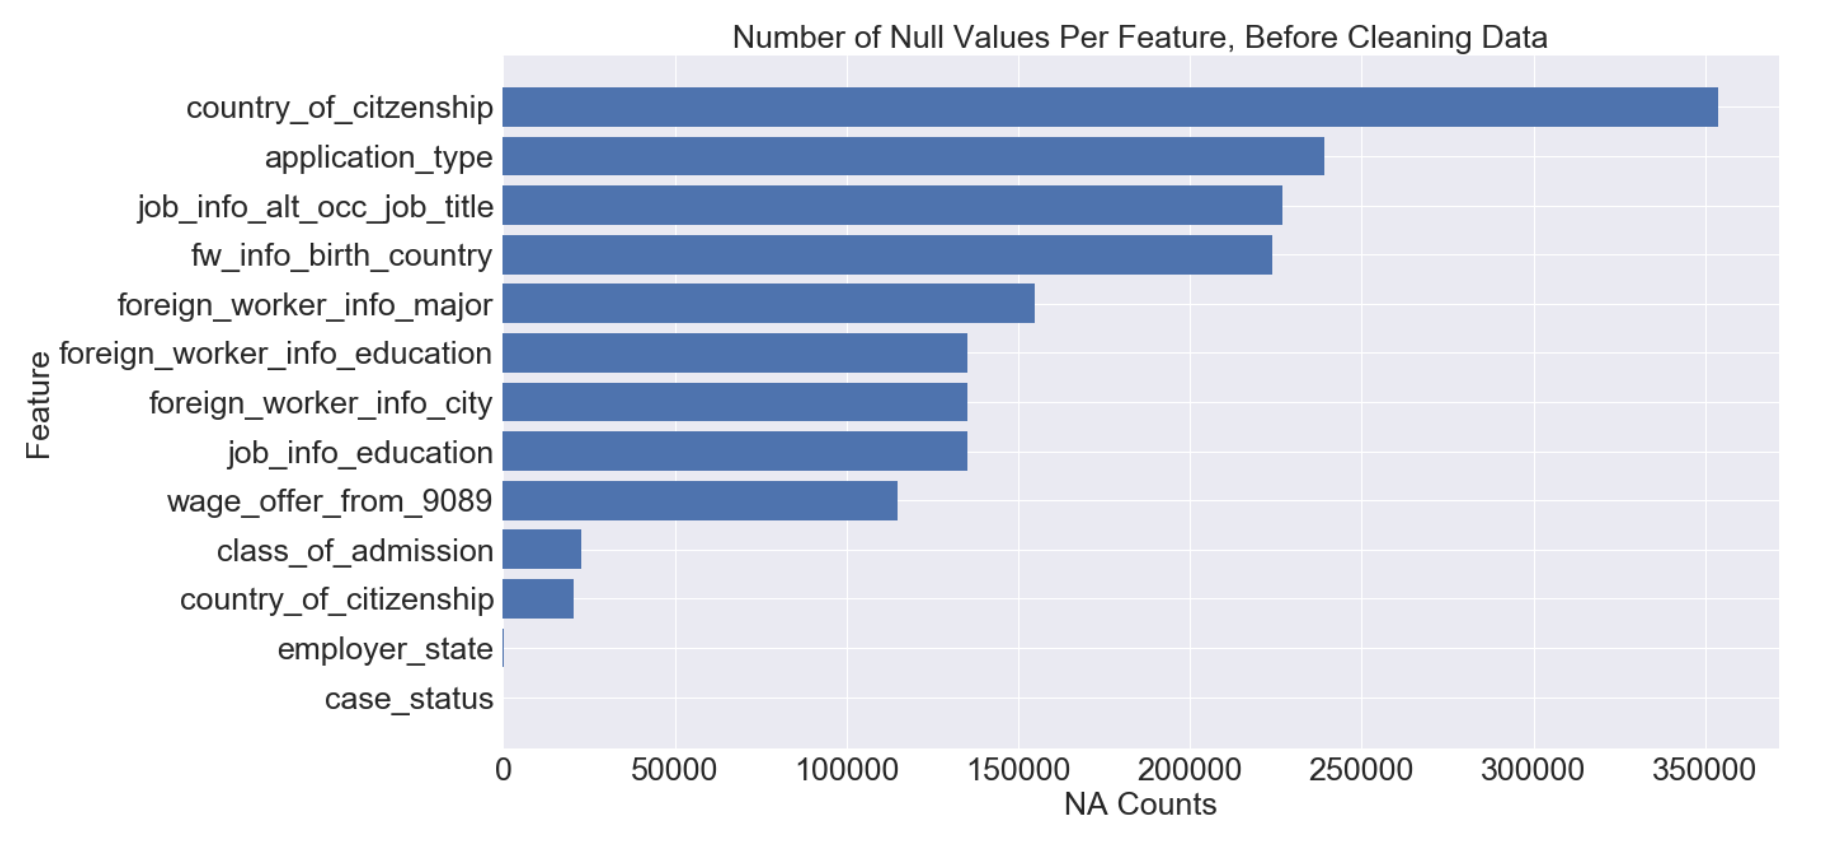 Number of Null Values Per Feature, Before Cleaning Data
Feature
country_of_citzenship
application_type
job_info_alt_occ_job_title
fw_info_birth_country
foreign_worker_info_major
foreign_worker_info_education
foreign_worker_info_city
job_info_education
wage_offer_from_9089
class_of_admission
country_of_citizenship
employer_state
case_status
0 50000 100000 150000 200000 250000 300000 350000
NA Counts